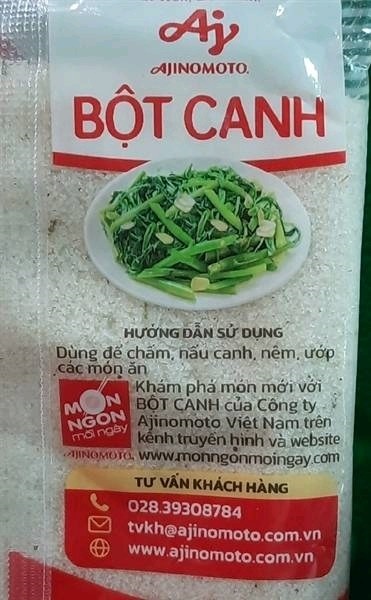 Aj
AJINOMOTO.
BỘT CANH
HƯỚNG DẪN SỬ DỤNG
Dùng để chấm, nấu canh, nêm, ướp
các món ăn
MÓN
NGON
mỗi ngày
AJINOMOTO.
Khám phá món mới với
BỘT CANH của Công ty
Ajinomoto Việt Nam trên
kênh truyền hình và website
www.monngonmoingay.com
TƯ VẤN KHÁCH HÀNG
028.39308784
tvkh@ajinomoto.com.vn
www.ajinomoto.com.vn